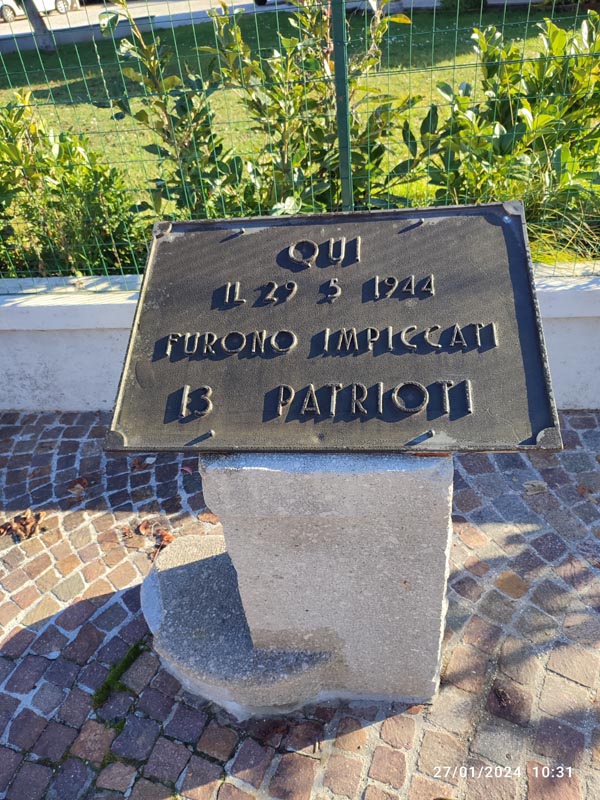 QUI
IL 29 5 1944
FURONO IMPICCATI
13 PATRIOTI
27/01/2024 10:31